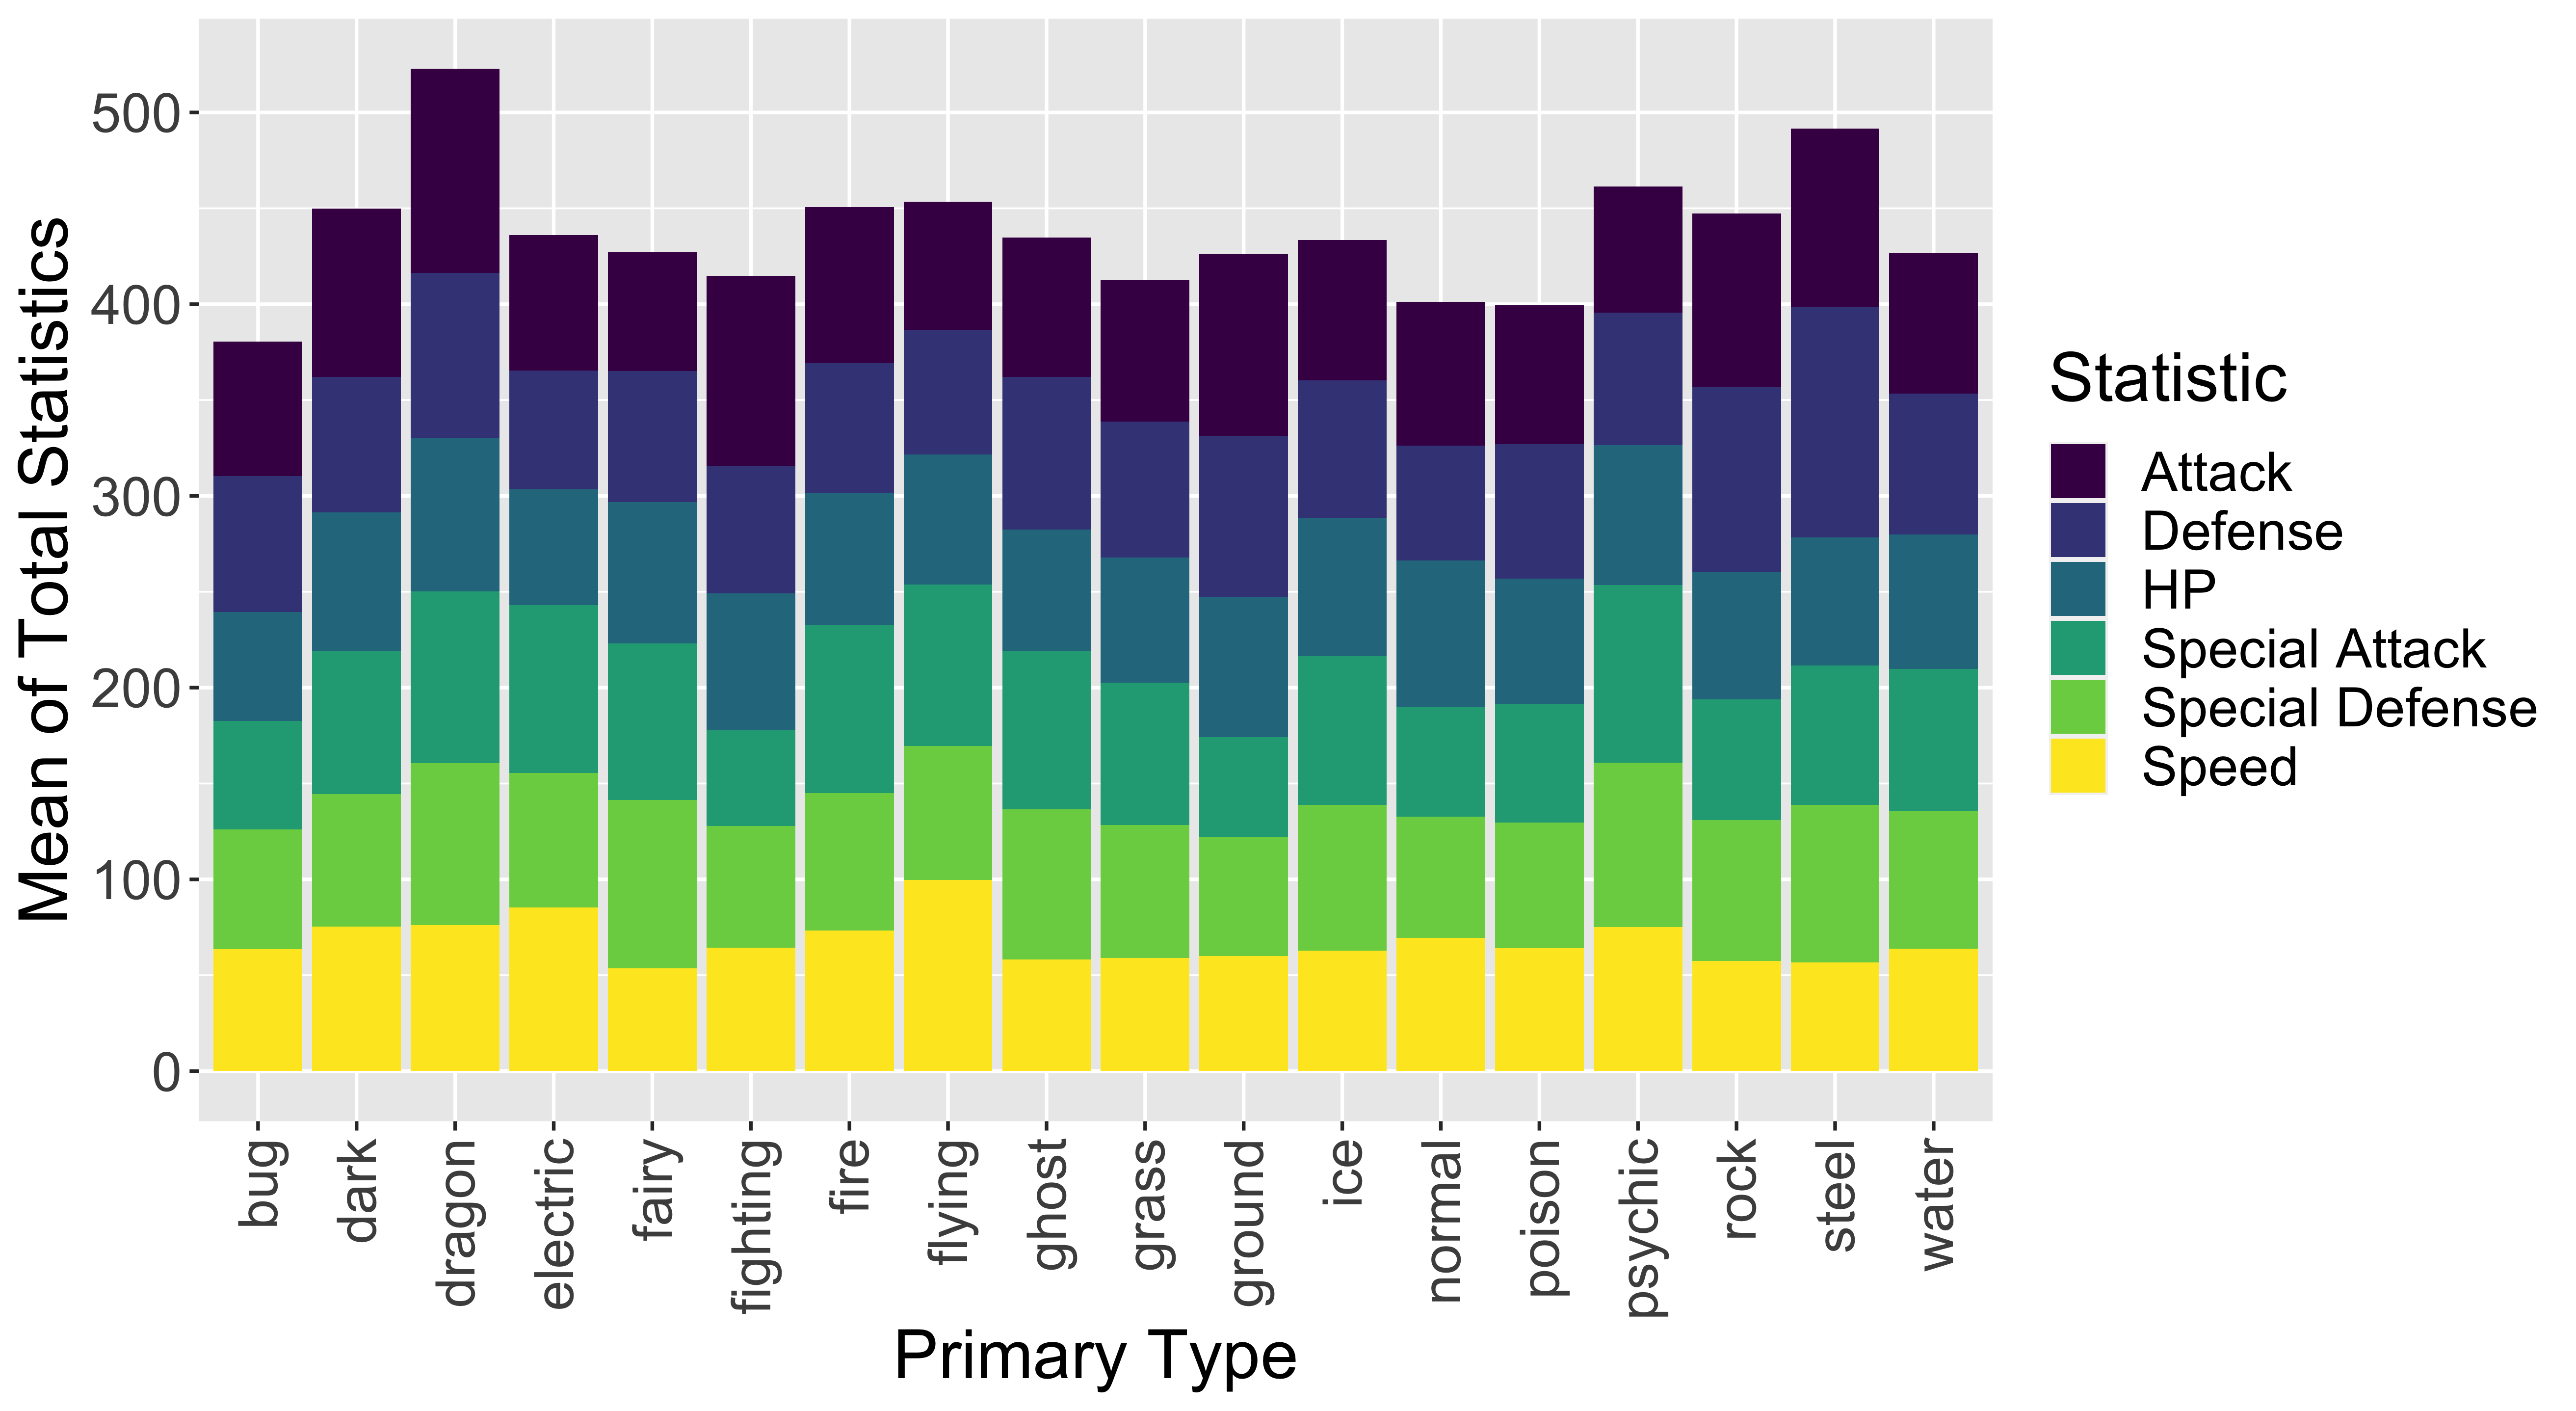 Mean of Total Statistics
500
400
300
200
100
0
bug
dark
dragon
electric
fairy
fighting
fire
flying
ghost
grass
ground
ice
normal
poison
psychic
rock
steel
water
Primary Type
Statistic
Attack
Defense
HP
Special Attack
Special Defense
Speed